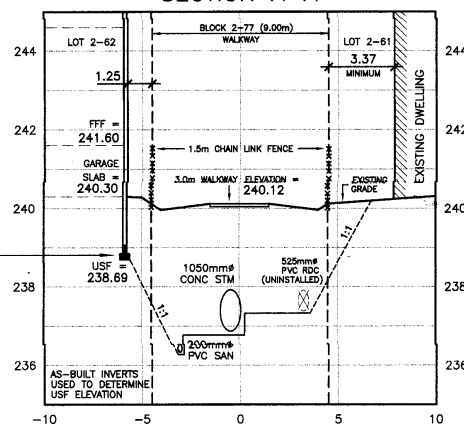 BLOCK 2-77 (9.00m)
WALKWAY
LOT 2-62
LOT 2-61
1.25
3.37
MINIMUM
FFF =
241.60
GARAGE
SLAB =
240.30
1.5m CHAIN LINK FENCE
3.0m WALKWAY ELEVATION =
240.12
EXISTING
GRADE
EXISTING DWELLING
USF =
238.69
1050mmø
CONC STM
525mmø
PVC RDC
(UNINSTALLED)
1:1
1:1
200mmø
PVC SAN
AS-BUILT INVERTS
USED TO DETERMINE
USF ELEVATION
244
242
240
238
236
244
242
240
238
236
-10
-5
0
5
10